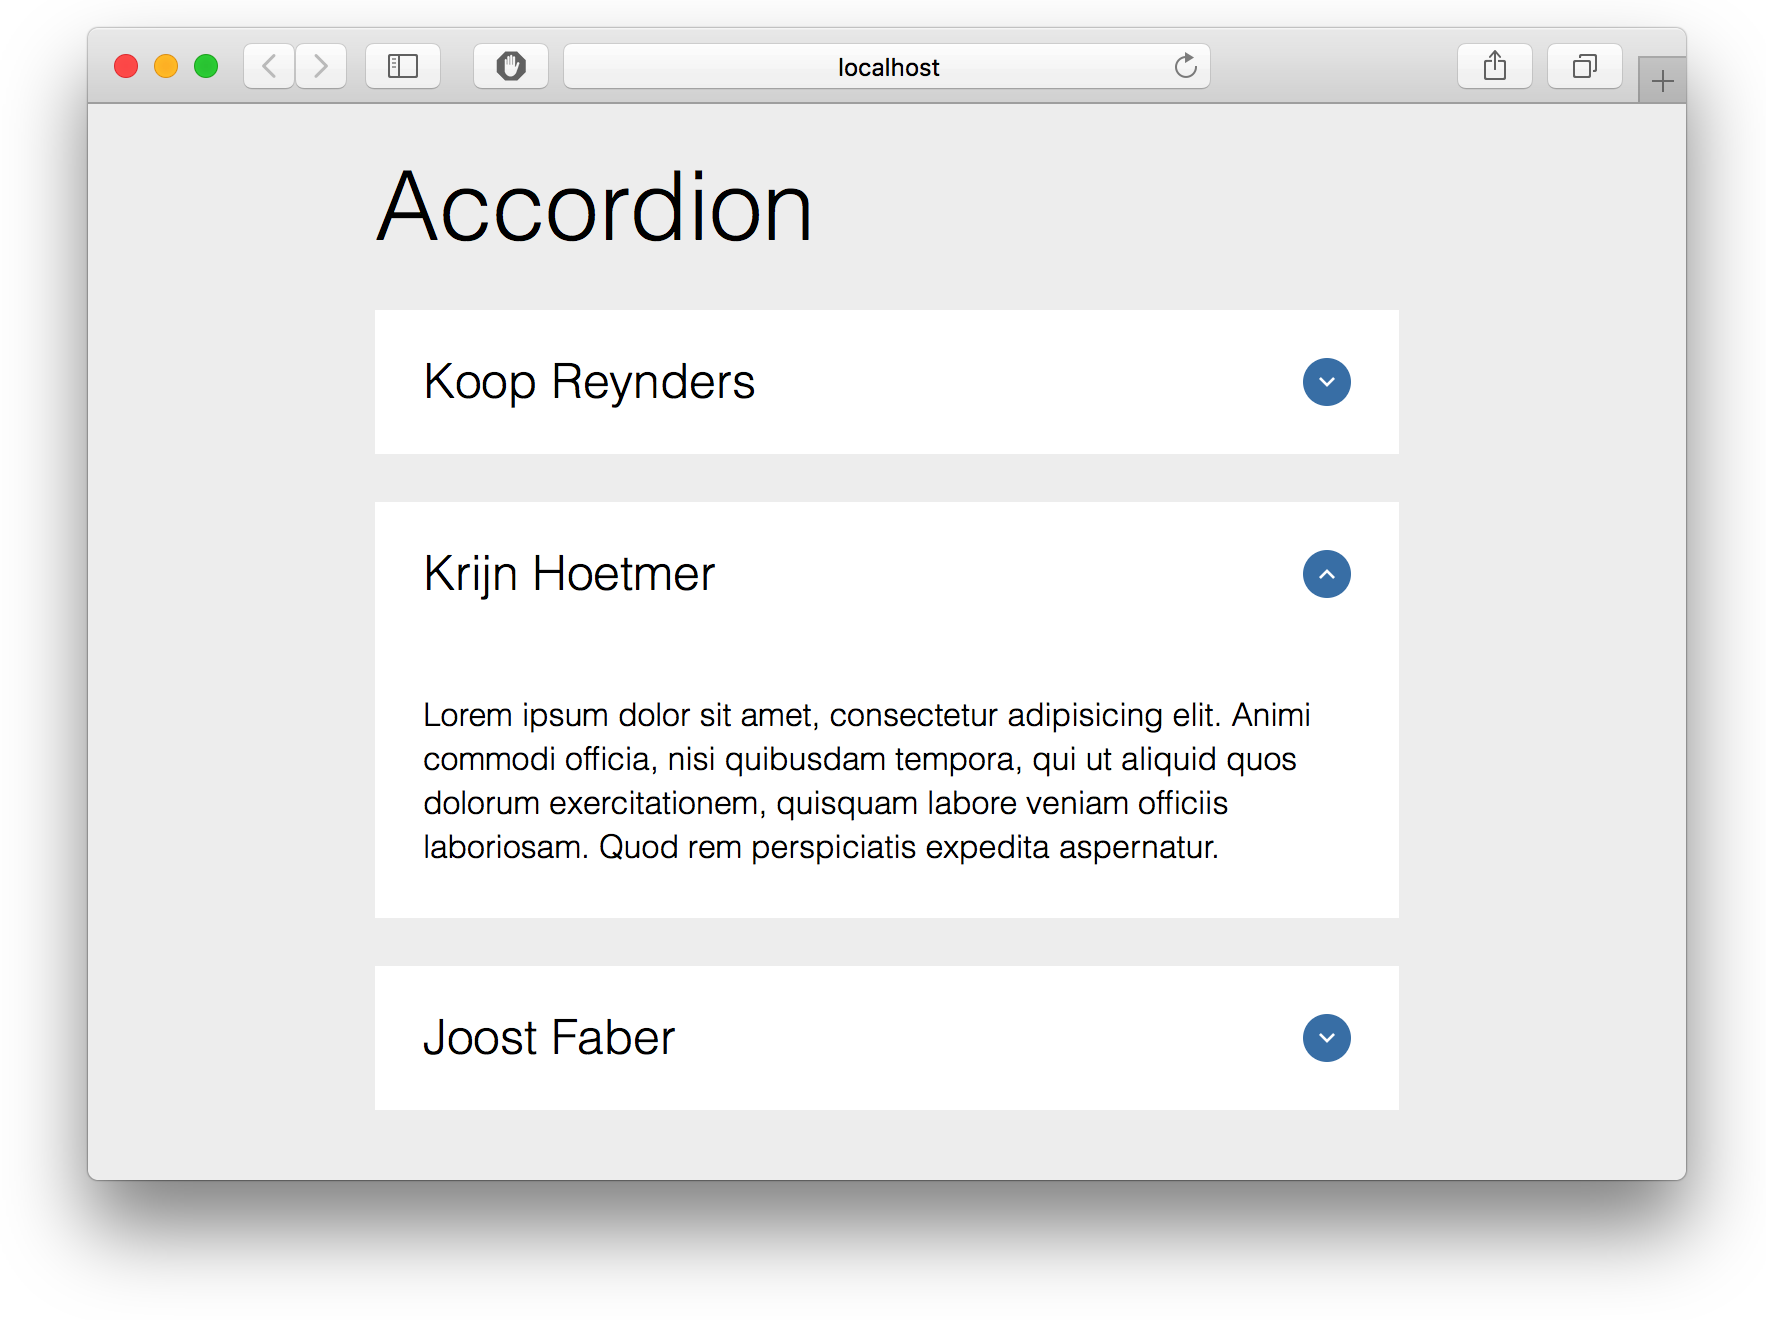 localhost
Accordion
Koop Reynders
Krijn Hoetmer
Lorem ipsum dolor sit amet, consectetur adipisicing elit. Animi
commodi officia, nisi quibusdam tempora, qui ut aliquid quos
dolorum exercitationem, quisquam labore veniam officiis
laboriosam. Quod rem perspiciatis expedita aspernatur.
Joost Faber